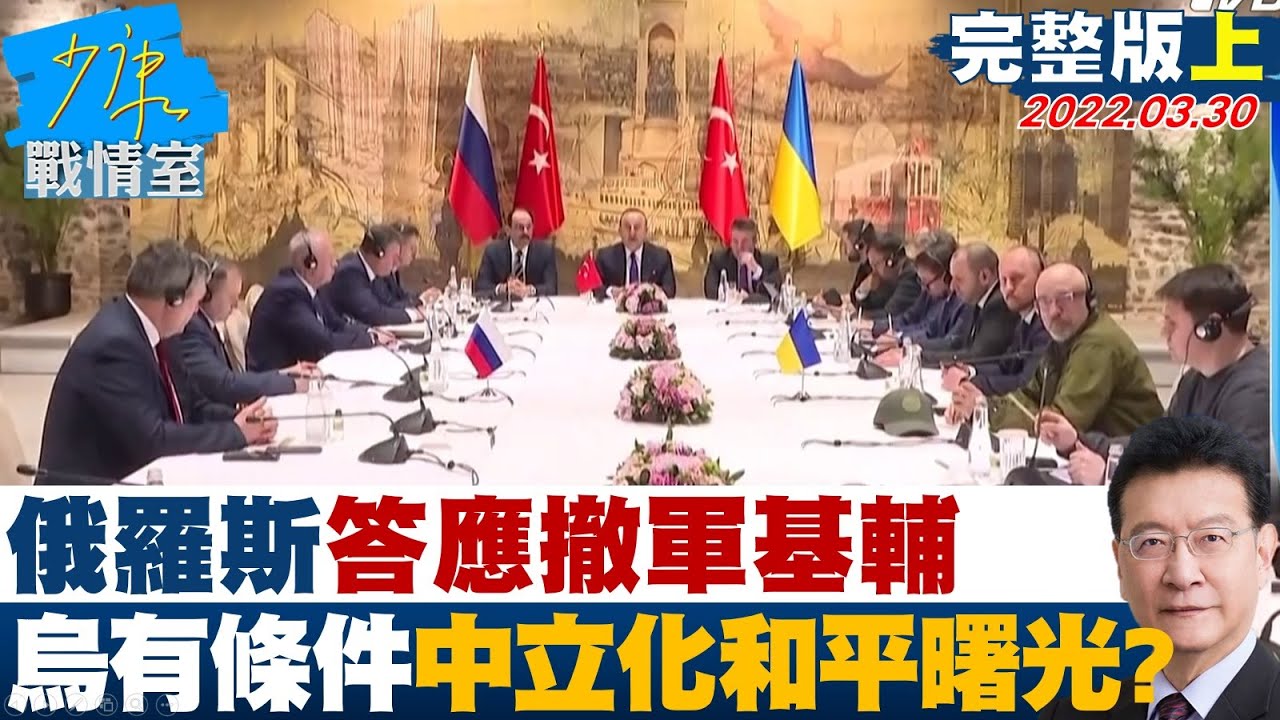 少康
戰情室
完整版上
2022.03.30
俄羅斯答應撤軍基輔
烏有條件中立化和平曙光?